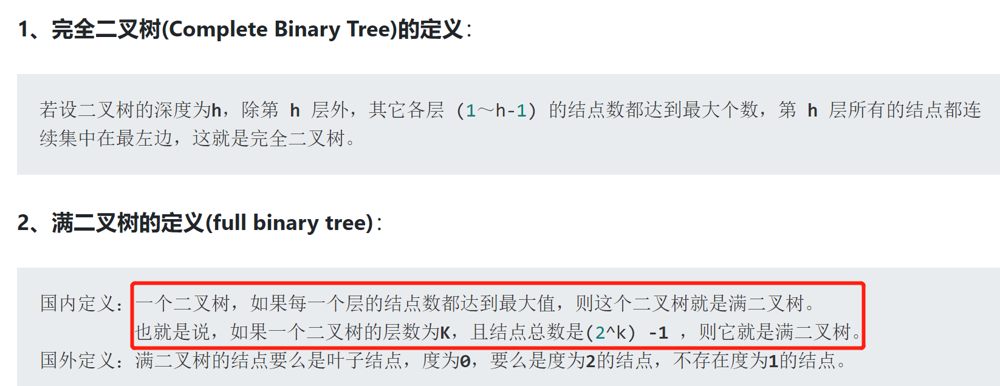 1、完全二叉树(Complete Binary Tree)的定义：
若设二叉树的深度为h，除第 h 层外，其它各层 (1～h-1) 的结点数都达到最大个数，第 h 层所有的结点都连
续集中在最左边，这就是完全二叉树。
2、满二叉树的定义(full binary tree)：
国内定义：一个二叉树，如果每一个层的结点数都达到最大值，则这个二叉树就是满二叉树。
也就是说，如果一个二叉树的层数为K，且结点总数是(2^k) -1 ，则它就是满二叉树。
国外定义：满二叉树的结点要么是叶子结点，度为0，要么是度为2的结点，不存在度为1的结点。